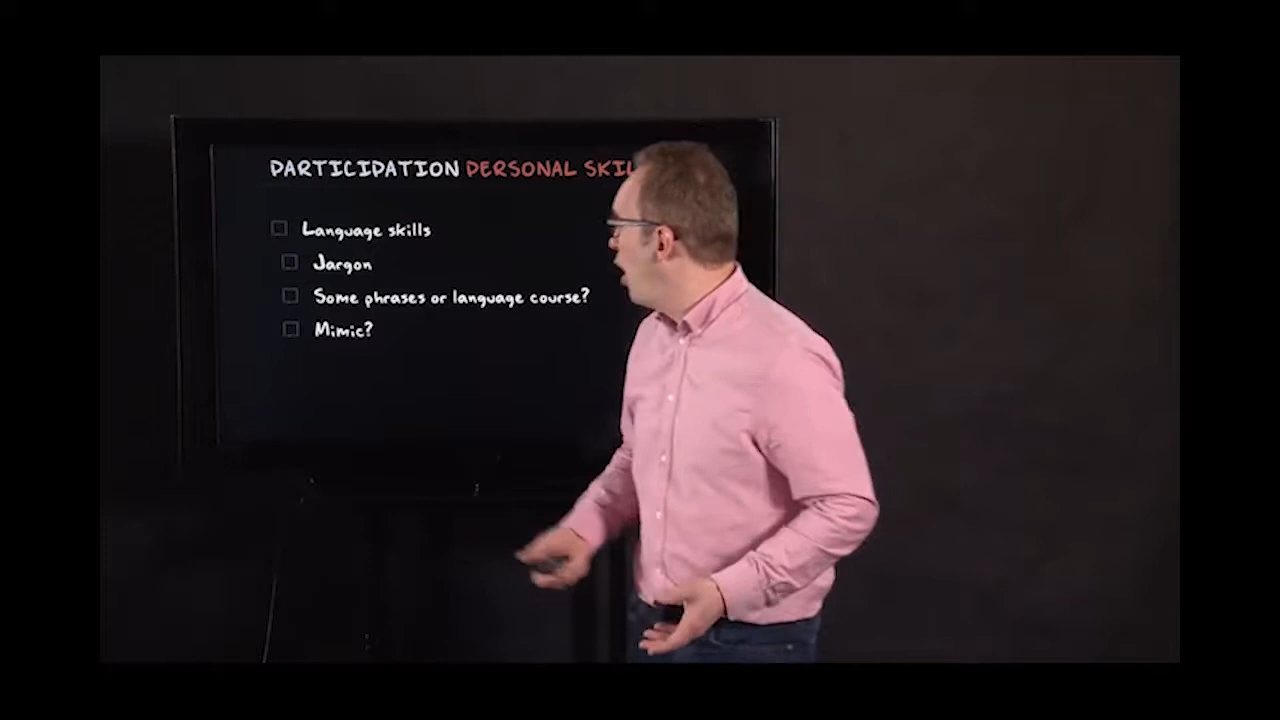 PARTICIPATION PERSONAL
Language skills
Jargon
Some phrases or language course?
Mimic?